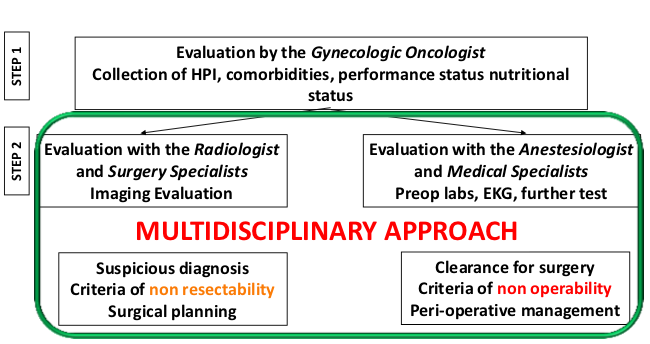 STEP 1
Evaluation by the Gynecologic Oncologist
Collection of HPI, comorbidities, performance status nutritional
status
STEP 2
Evaluation with the Radiologist
and Surgery Specialists
Imaging Evaluation
Evaluation with the Anestesiologist
and Medical Specialists
Preop labs, EKG, further test
MULTIDISCIPLINARY APPROACH
Suspicious diagnosis
Criteria of non resectability
Surgical planning
Clearance for surgery
Criteria of non operability
Peri-operative management